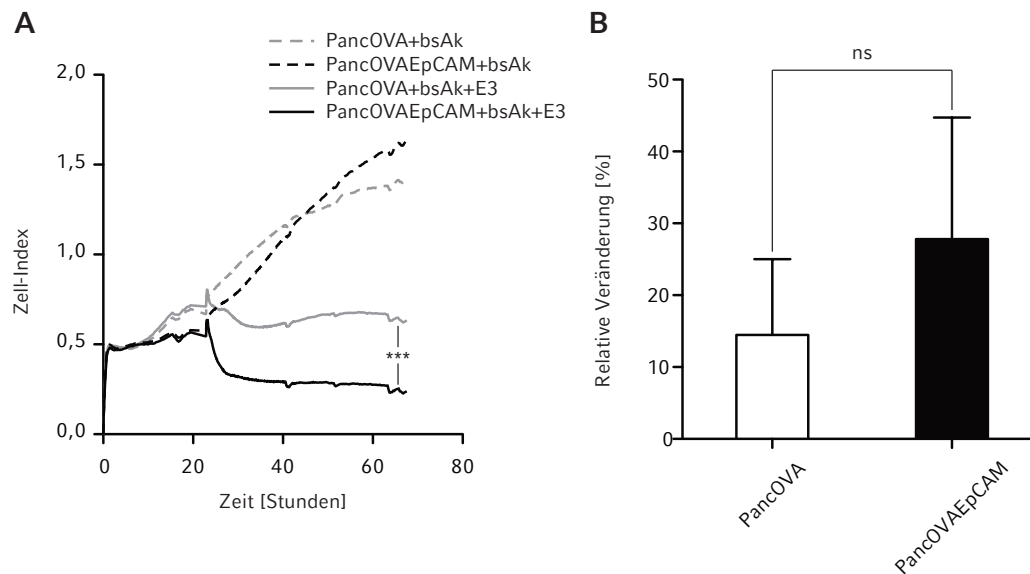 A
PancOVA+bsAk
PancOVAEpCAM+bsAk
PancOVA+bsAk+E3
PancOVAEpCAM+bsAk+E3
2,0
1,5
1,0
0,5
0,0
Zell-Index
***
0 20 40 60 80
Zeit [Stunden]
B
ns
50
40
30
20
10
0
Relative Veränderung [%]
PancOVA
PancOVAEpCAM